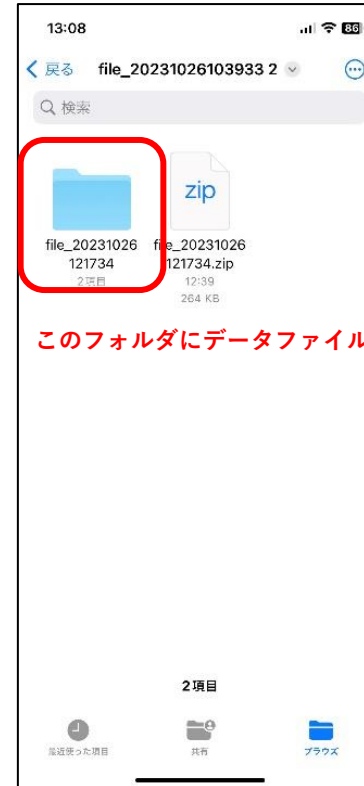 13:08
86
戻る file_20231026103933 2
検索
zip
file_20231026
121734
2項目
file_20231026
121734.zip
12:39
264 KB
このフォルダにデータファイル
2項目
最近使った項目
共有
ブラウズ